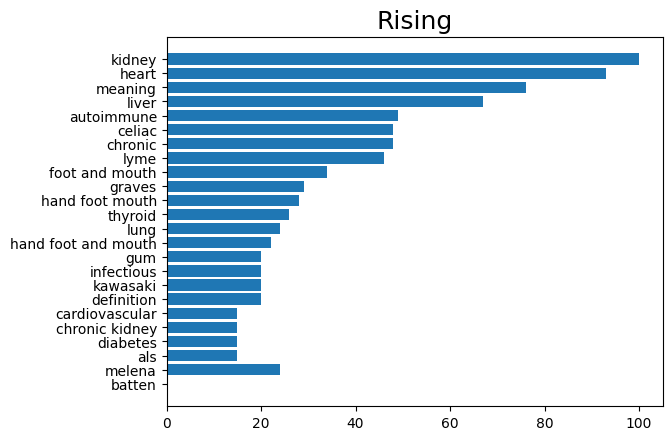 Rising
kidney
heart
meaning
liver
autoimmune
celiac
chronic
lyme
foot and mouth
graves
hand foot mouth
thyroid
lung
hand foot and mouth
gum
infectious
kawasaki
definition
cardiovascular
chronic kidney
diabetes
als
melena
batten
0 20 40 60 80 100